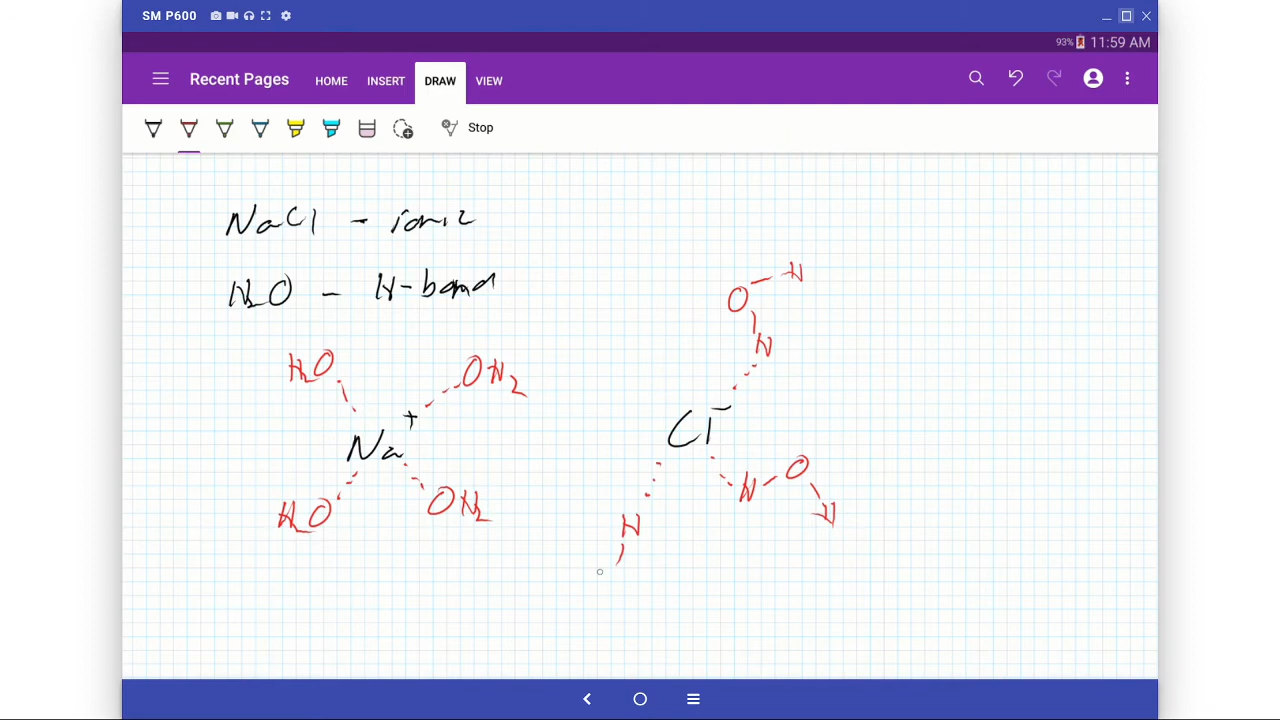 SM P600
93% 11:59 AM
Recent Pages HOME INSERT DRAW VIEW
Stop
NaCl - ionic
H2O - H-bond
O - H
H
H2O OH2
Na+
Cl-
H2O OH2
H - O
H
H